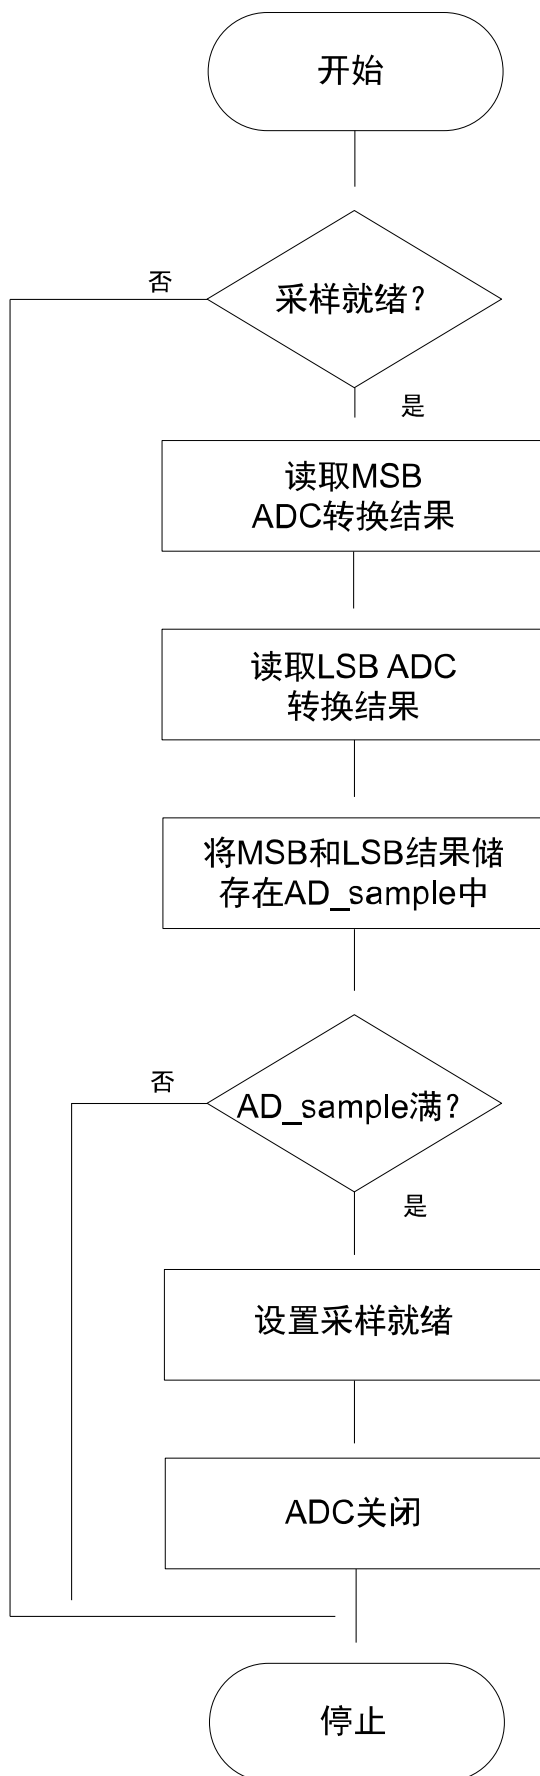 开始
否
采样就绪？
是
读取MSB
ADC转换结果
读取LSB ADC
转换结果
将MSB和LSB结果储
存在AD_sample中
否
AD_sample满？
是
设置采样就绪
ADC关闭
停止